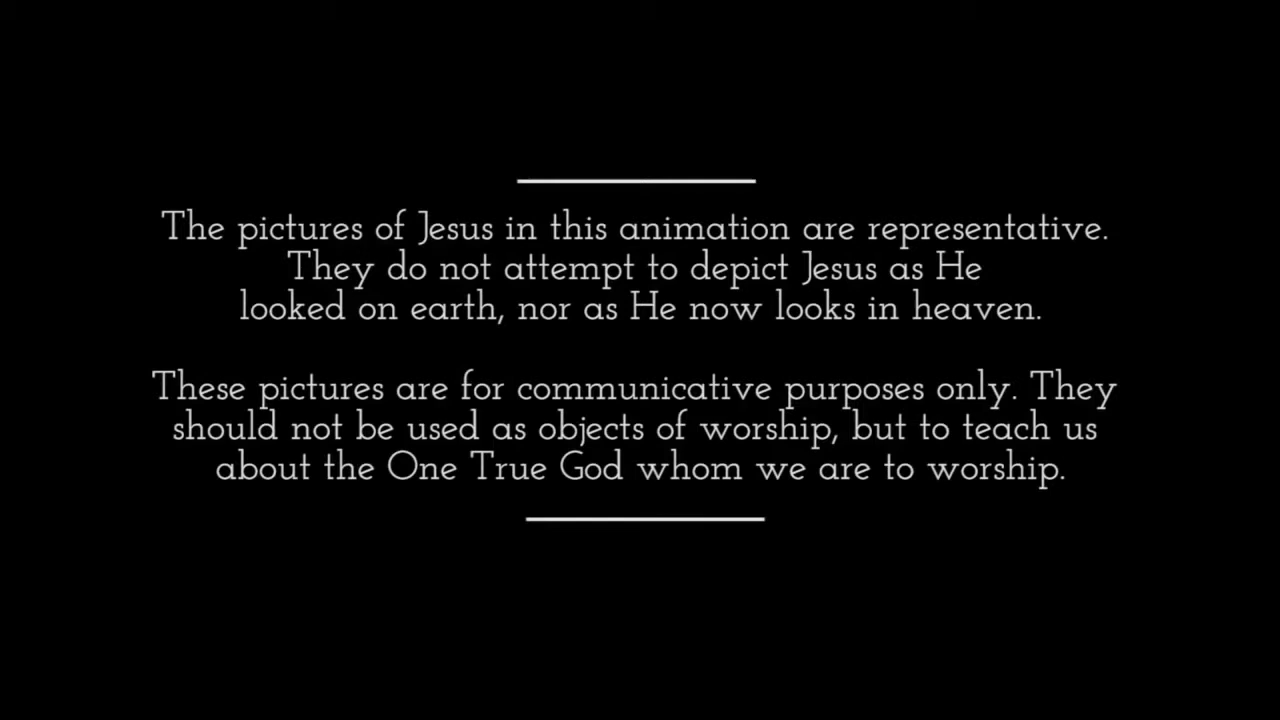 The pictures of Jesus in this animation are representative.
They do not attempt to depict Jesus as He
looked on earth, nor as He now looks in heaven.
These pictures are for communicative purposes only. They
should not be used as objects of worship, but to teach us
about the One True God whom we are to worship.